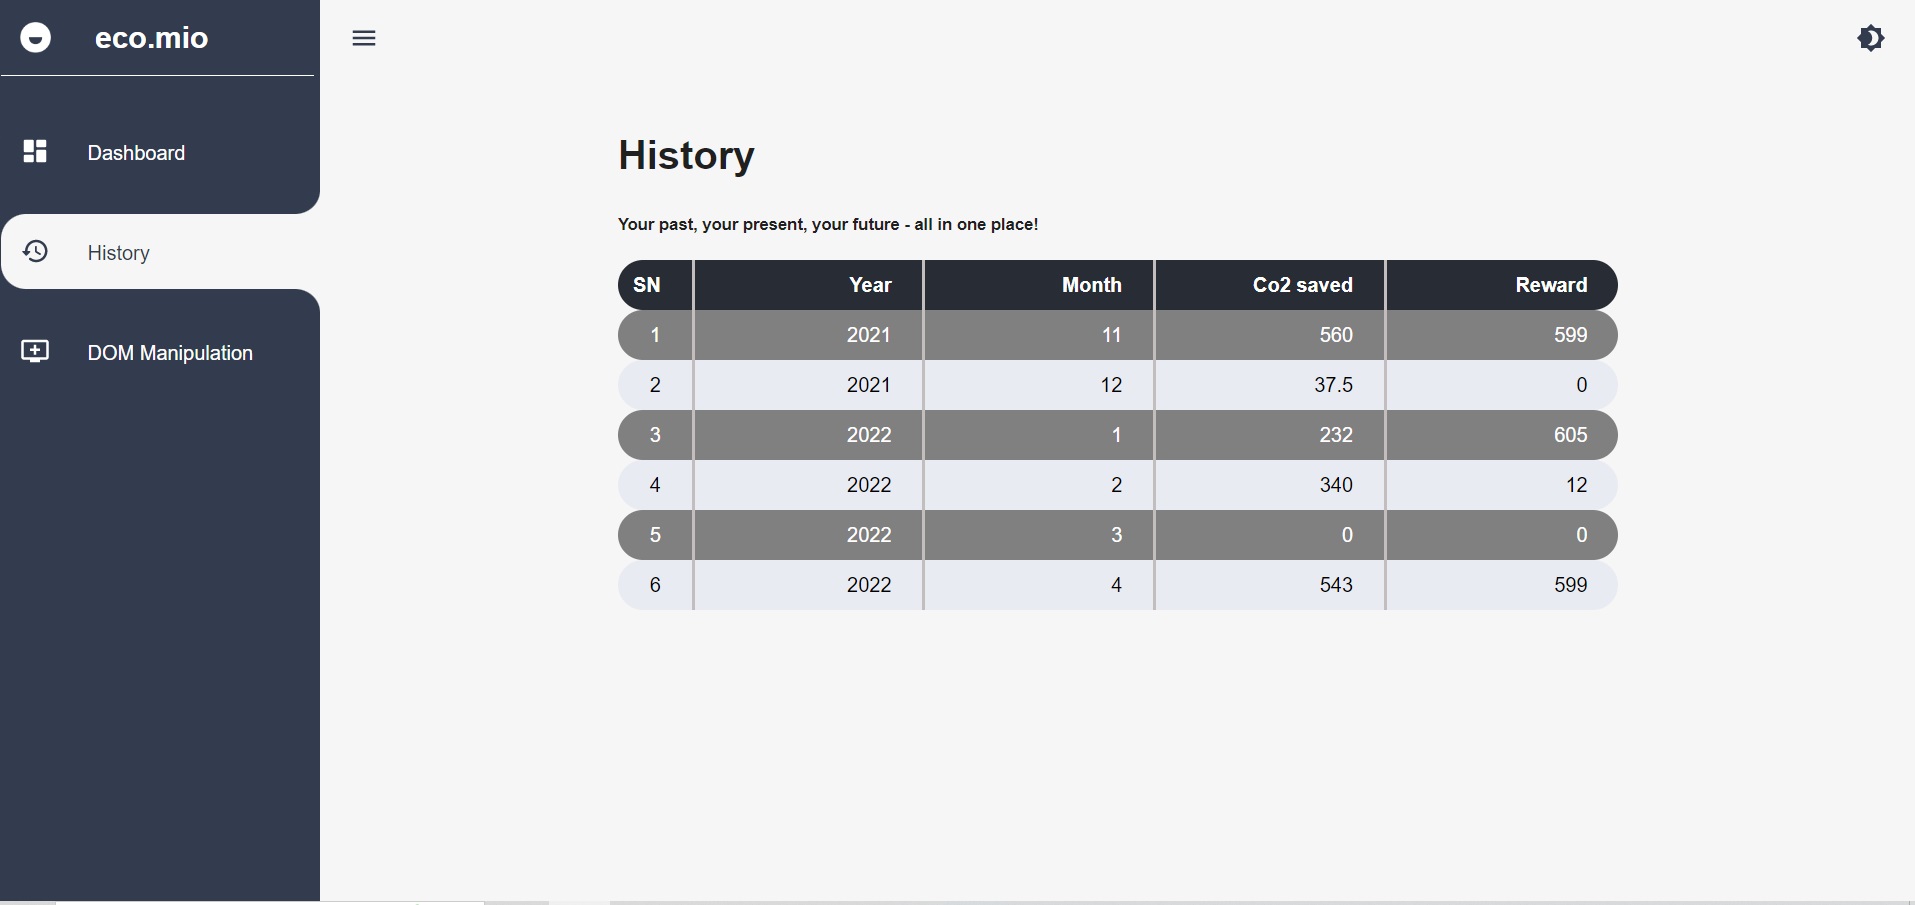 eco.mio
Dashboard
History
DOM Manipulation
History
Your past, your present, your future - all in one place!
SN Year Month Co2 saved Reward
1 2021 11 560 599
2 2021 12 37.5 0
3 2022 1 232 605
4 2022 2 340 12
5 2022 3 0 0
6 2022 4 543 599